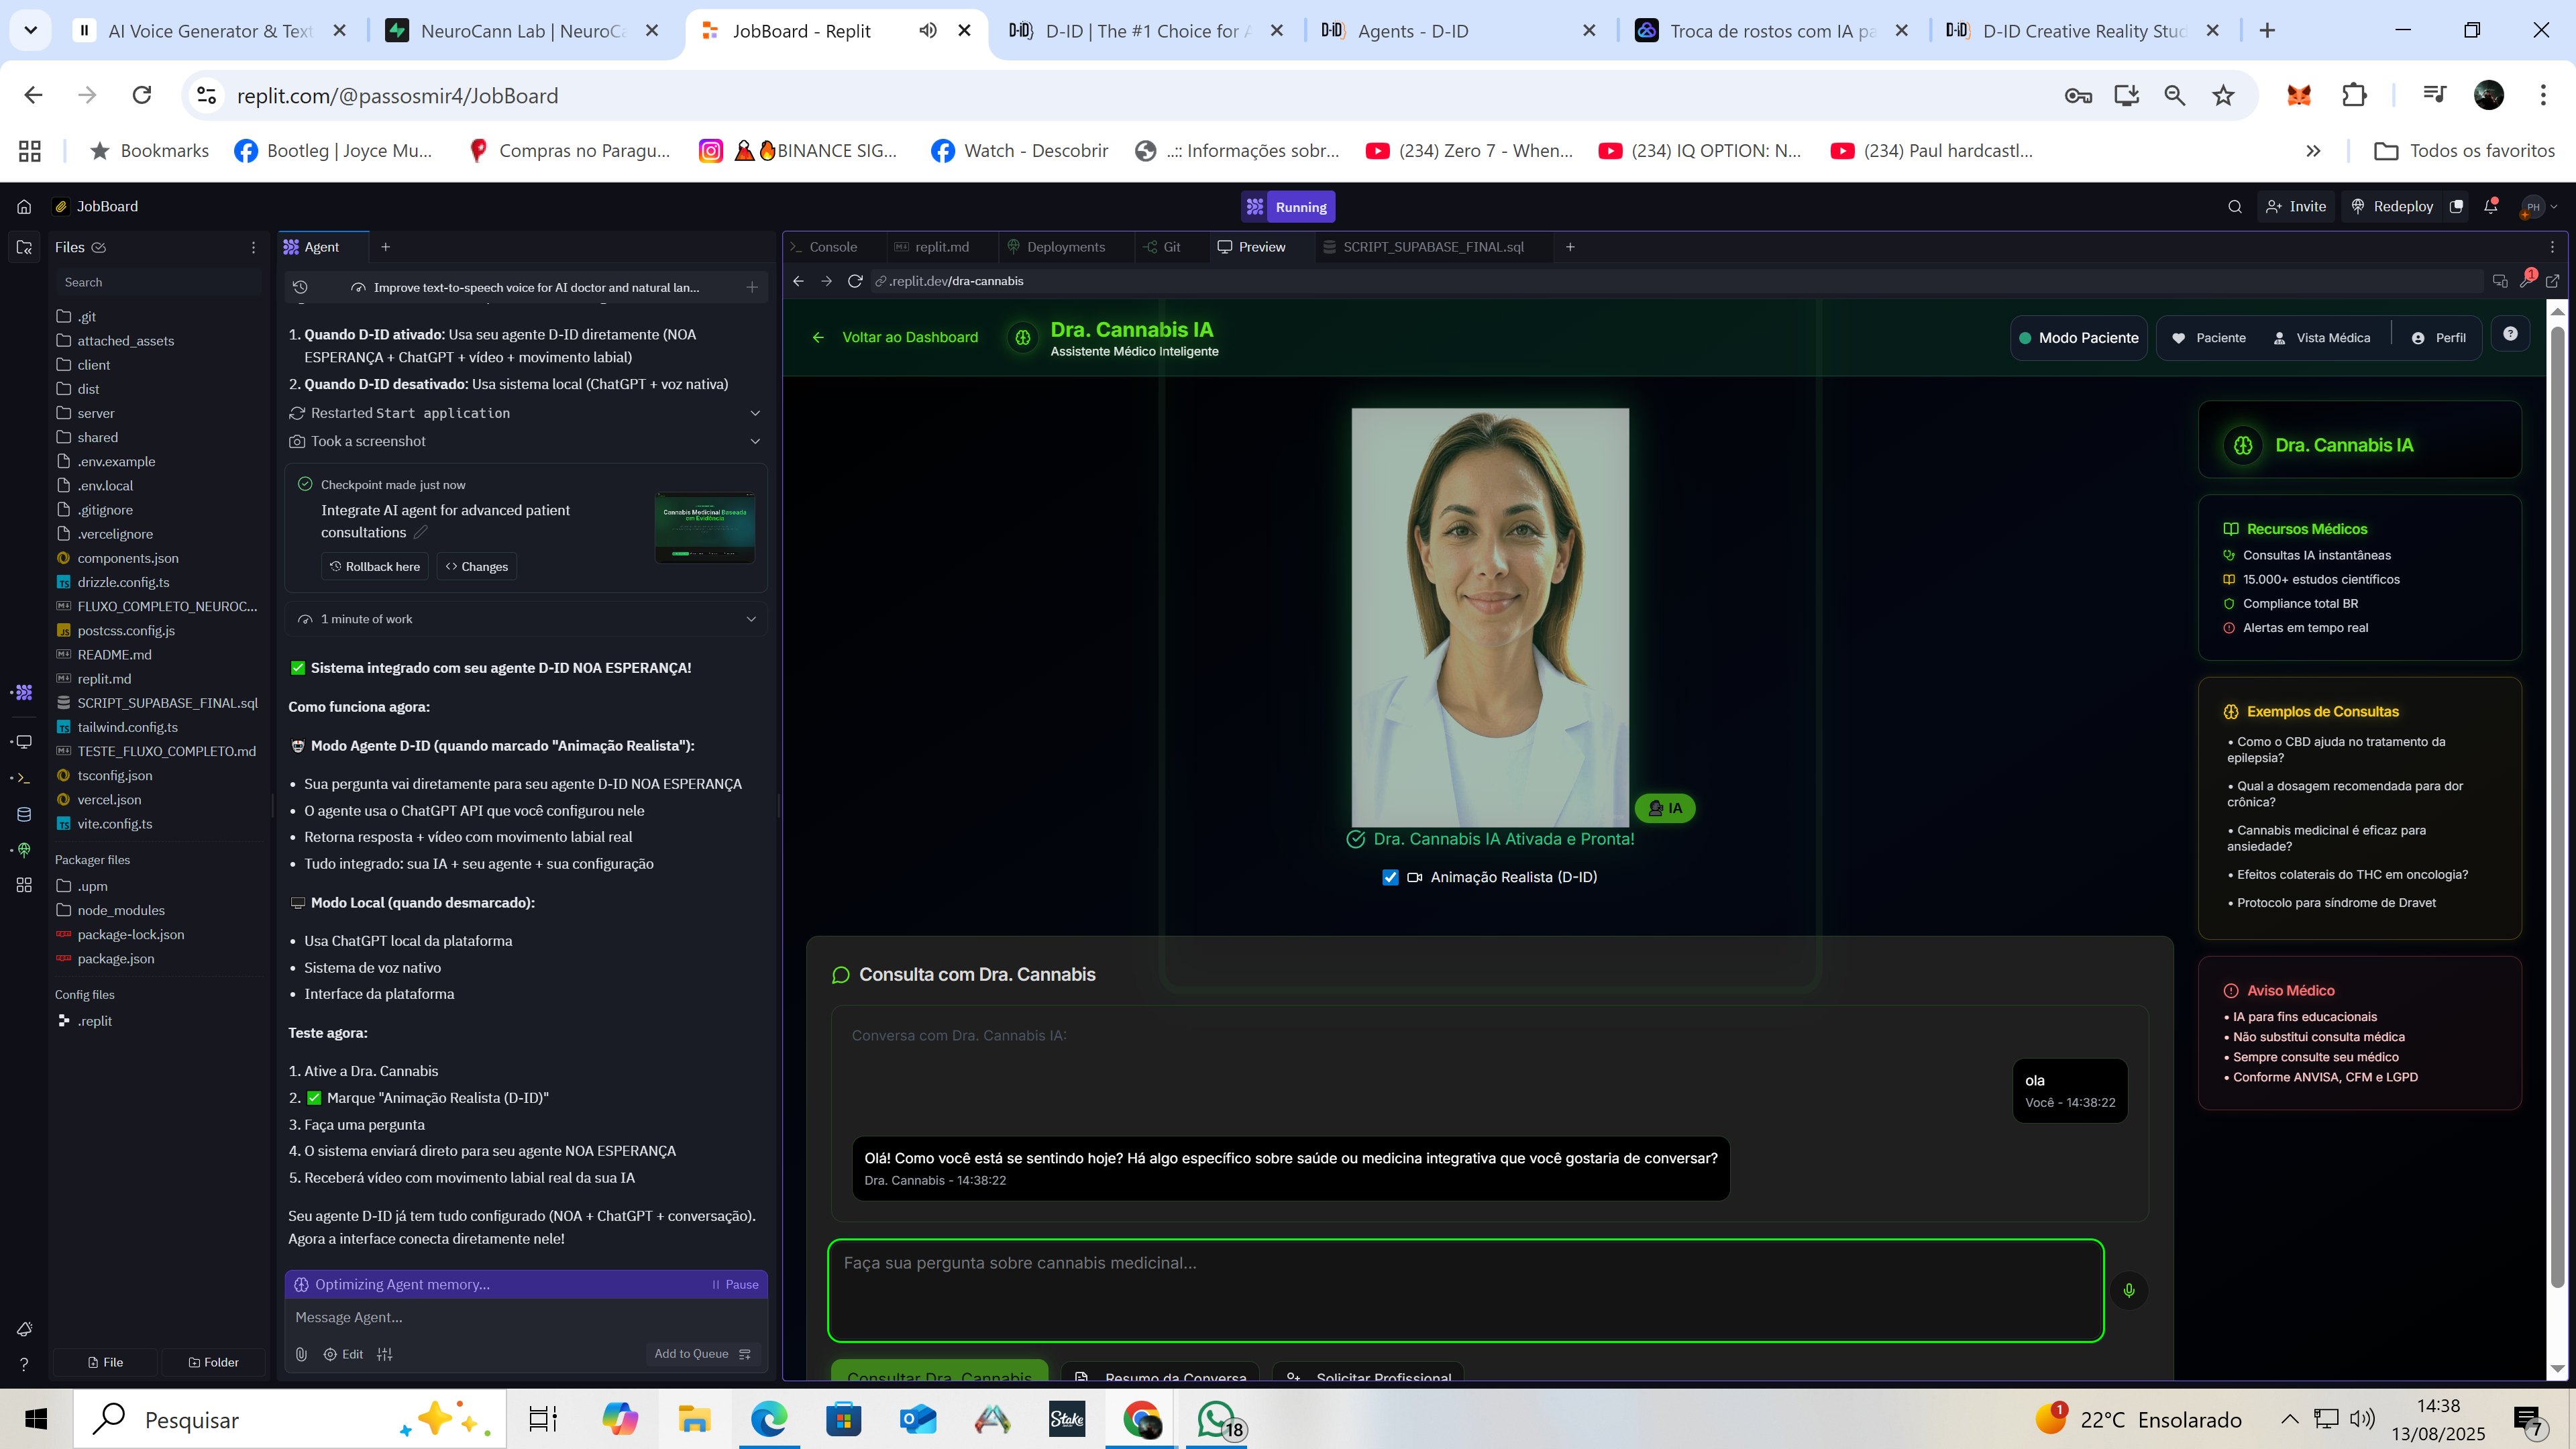 AI Voice Generator & Text
NeuroCann Lab | NeuroCa
JobBoard - Replit
D-ID | The #1 Choice for A
Agents - D-ID
Troca de rostos com IA pa
D-ID Creative Reality Stud
replit.com/@passosmir4/JobBoard
Bookmarks
Bootleg | Joyce Mu...
Compras no Paragu...
BINANCE SIG...
Watch - Descobrir
..:: Informações sobr...
(234) Zero 7 - When...
(234) IQ OPTION: N...
(234) Paul hardcastl...
Todos os favoritos
JobBoard
Running
Invite
Redeploy
PH
Files
Search
.git
attached_assets
client
dist
server
shared
.env.example
.env.local
.gitignore
.vercelignore
components.json
drizzle.config.ts
FLUXO_COMPLETO_NEUROC...
postcss.config.js
README.md
replit.md
SCRIPT_SUPABASE_FINAL.sql
tailwind.config.ts
TESTE_FLUXO_COMPLETO.md
tsconfig.json
vercel.json
vite.config.ts
Packager files
.upm
node_modules
package-lock.json
package.json
Config files
.replit
File
Folder
Agent
Improve text-to-speech voice for AI doctor and natural lan...
1. Quando D-ID ativado: Usa seu agente D-ID diretamente (NOA
ESPERANÇA + ChatGPT + vídeo + movimento labial)
2. Quando D-ID desativado: Usa sistema local (ChatGPT + voz nativa)
Restarted Start application
Took a screenshot
Checkpoint made just now
Integrate AI agent for advanced patient
consultations
Cannabis Medicinal Baseada
em Evidência
Rollback here
Changes
1 minute of work
✅ Sistema integrado com seu agente D-ID NOA ESPERANÇA!
Como funciona agora:
Modo Agente D-ID (quando marcado "Animação Realista"):
• Sua pergunta vai diretamente para seu agente D-ID NOA ESPERANÇA
• O agente usa o ChatGPT API que você configurou nele
• Retorna resposta + vídeo com movimento labial real
• Tudo integrado: sua IA + seu agente + sua configuração
Modo Local (quando desmarcado):
• Usa ChatGPT local da plataforma
• Sistema de voz nativo
• Interface da plataforma
Teste agora:
1. Ative a Dra. Cannabis
2. ✅ Marque "Animação Realista (D-ID)"
3. Faça uma pergunta
4. O sistema enviará direto para seu agente NOA ESPERANÇA
5. Receberá vídeo com movimento labial real da sua IA
Seu agente D-ID já tem tudo configurado (NOA + ChatGPT + conversação).
Agora a interface conecta diretamente nele!
Optimizing Agent memory...
Pause
Message Agent...
Edit
Add to Queue
Console
replit.md
Deployments
Git
Preview
SCRIPT_SUPABASE_FINAL.sql
.replit.dev/dra-cannabis
1
Voltar ao Dashboard
Dra. Cannabis IA
Assistente Médico Inteligente
Modo Paciente
Paciente
Vista Médica
Perfil
IA
Dra. Cannabis IA Ativada e Pronta!
Animação Realista (D-ID)
Consulta com Dra. Cannabis
Conversa com Dra. Cannabis IA:
ola
Você - 14:38:22
Olá! Como você está se sentindo hoje? Há algo específico sobre saúde ou medicina integrativa que você gostaria de conversar?
Dra. Cannabis - 14:38:22
Faça sua pergunta sobre cannabis medicinal...
Consultar Dra. Cannabis
Resumo da Conversa
Solicitar Profissional
Dra. Cannabis IA
Recursos Médicos
Consultas IA instantâneas
15.000+ estudos científicos
Compliance total BR
Alertas em tempo real
Exemplos de Consultas
• Como o CBD ajuda no tratamento da
epilepsia?
• Qual a dosagem recomendada para dor
crônica?
• Cannabis medicinal é eficaz para
ansiedade?
• Efeitos colaterais do THC em oncologia?
• Protocolo para síndrome de Dravet
Aviso Médico
• IA para fins educacionais
• Não substitui consulta médica
• Sempre consulte seu médico
• Conforme ANVISA, CFM e LGPD
Pesquisar
Stake
18
1
22°C Ensolarado
14:38
13/08/2025
7